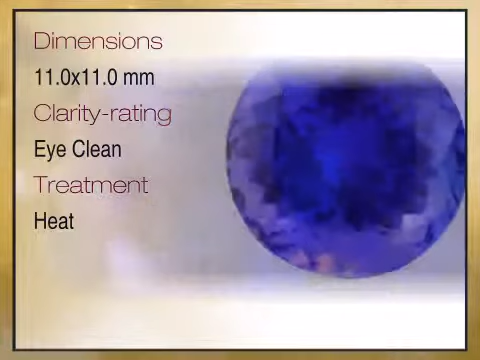 Dimensions
11.0x11.0 mm
Clarity-rating
Eye Clean
Treatment
Heat